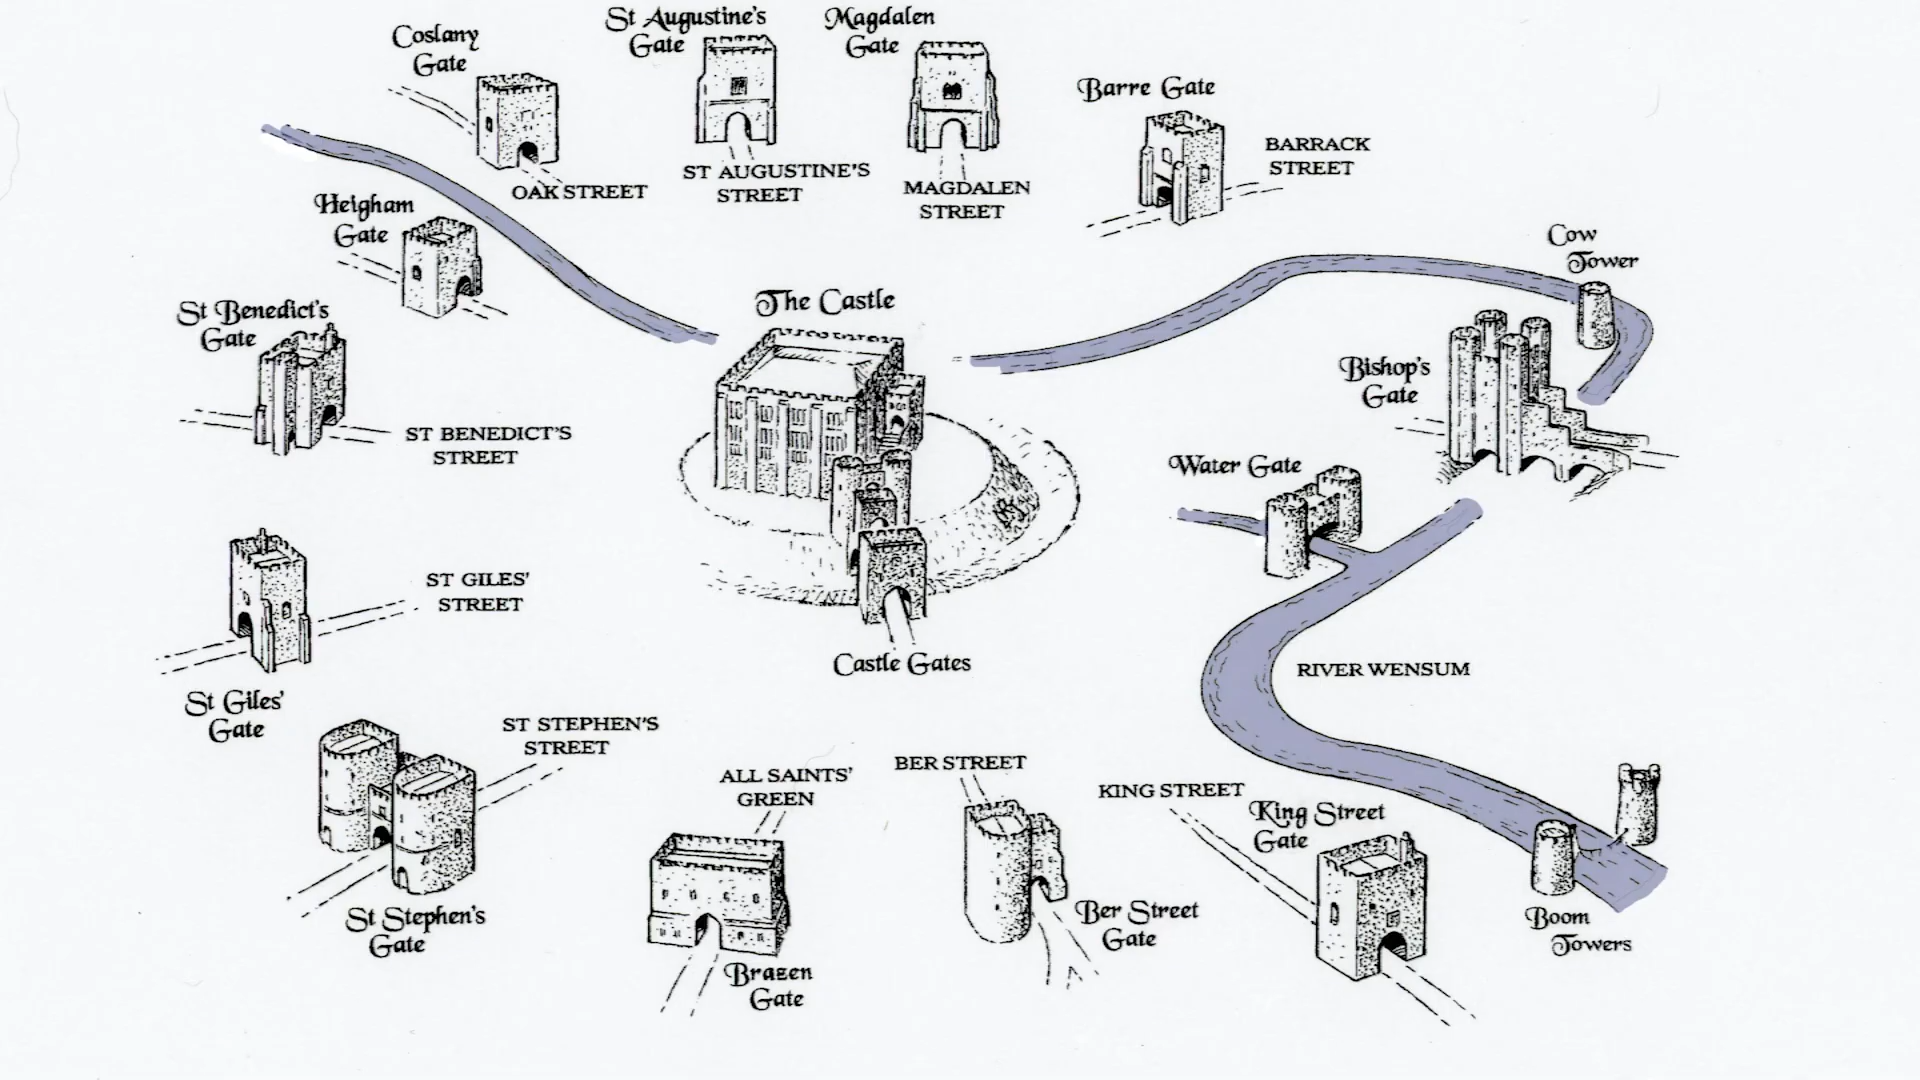 Coslany
Gate
St Augustine's
Gate
Magdalen
Gate
Barre Gate
BARRACK
STREET
OAK STREET
ST AUGUSTINE'S
STREET
MAGDALEN
STREET
Heigham
Gate
Cow
Tower
St Benedict's
Gate
The Castle
Bishop's
Gate
ST BENEDICT'S
STREET
Water Gate
ST GILES'
STREET
Castle Gates
RIVER WENSUM
St Giles'
Gate
ST STEPHEN'S
STREET
ALL SAINTS'
GREEN
BER STREET
KING STREET
King Street
Gate
St Stephen's
Gate
Brazen
Gate
Ber Street
Gate
Boom
Towers